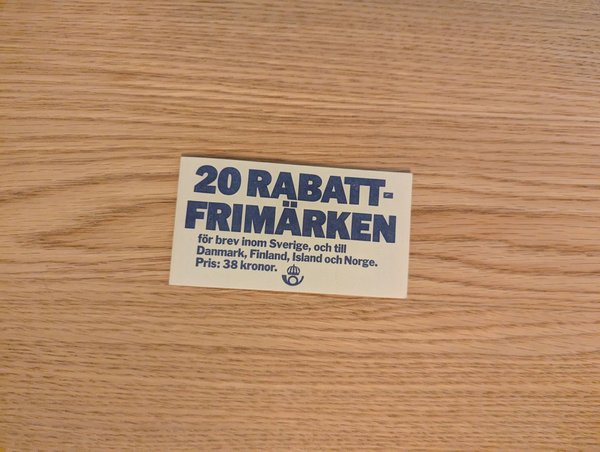 20 RABATT-
FRIMÄRKEN
för brev inom Sverige, och till
Danmark, Finland, Island och Norge.
Pris: 38 kronor.